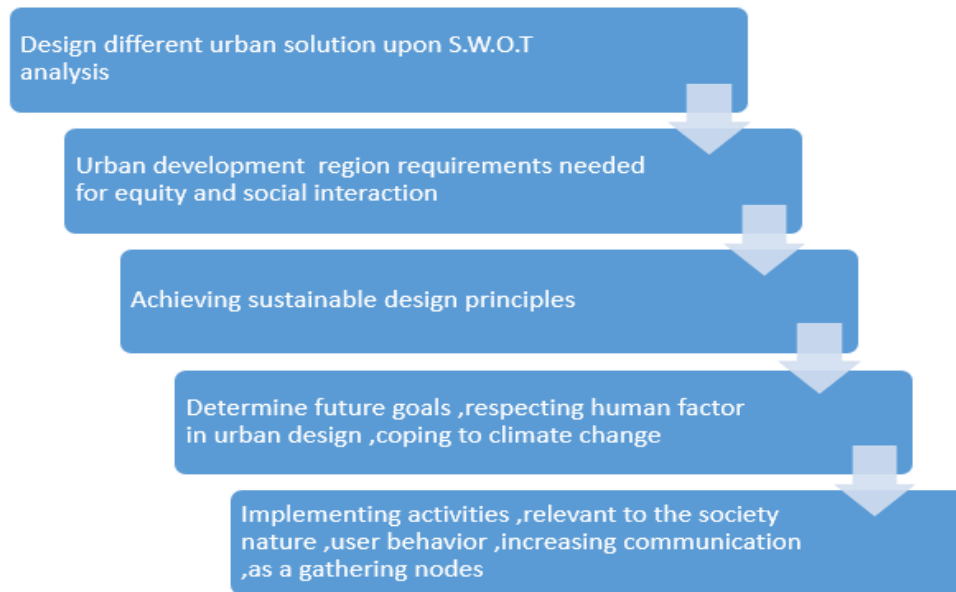 Design different urban solution upon S.W.O.T
analysis
Urban development region requirements needed
for equity and social interaction
Achieving sustainable design principles
Determine future goals ,respecting human factor
in urban design ,coping to climate change
Implementing activities ,relevant to the society
nature ,user behavior ,increasing communication
,as a gathering nodes